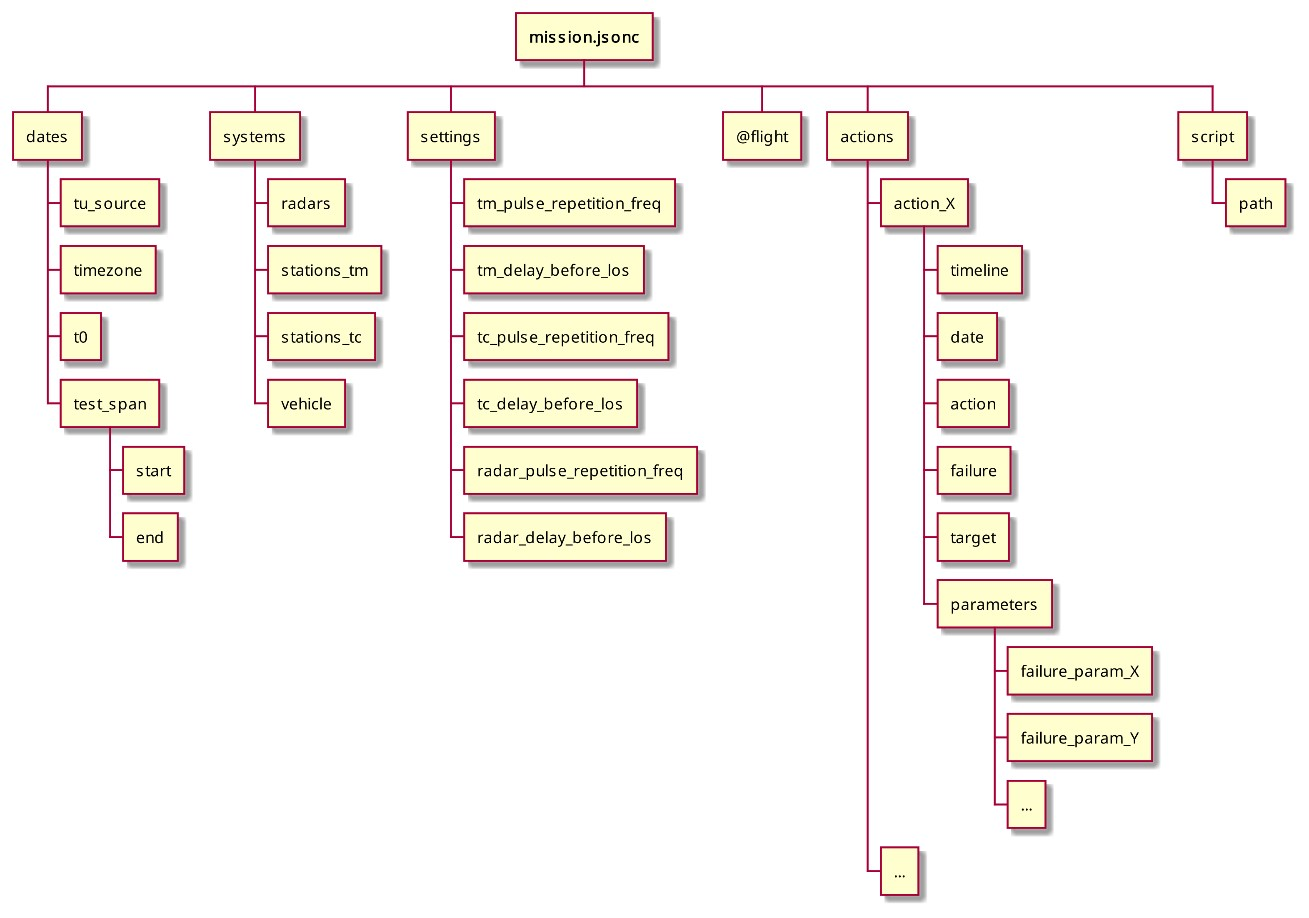 mission.jsonc
dates
tu_source
timezone
t0
test_span
start
end
systems
radars
stations_tm
stations_tc
vehicle
settings
tm_pulse_repetition_freq
tm_delay_before_los
tc_pulse_repetition_freq
tc_delay_before_los
radar_pulse_repetition_freq
radar_delay_before_los
@flight
actions
action_X
timeline
date
action
failure
target
parameters
failure_param_X
failure_param_Y
...
...
script
path